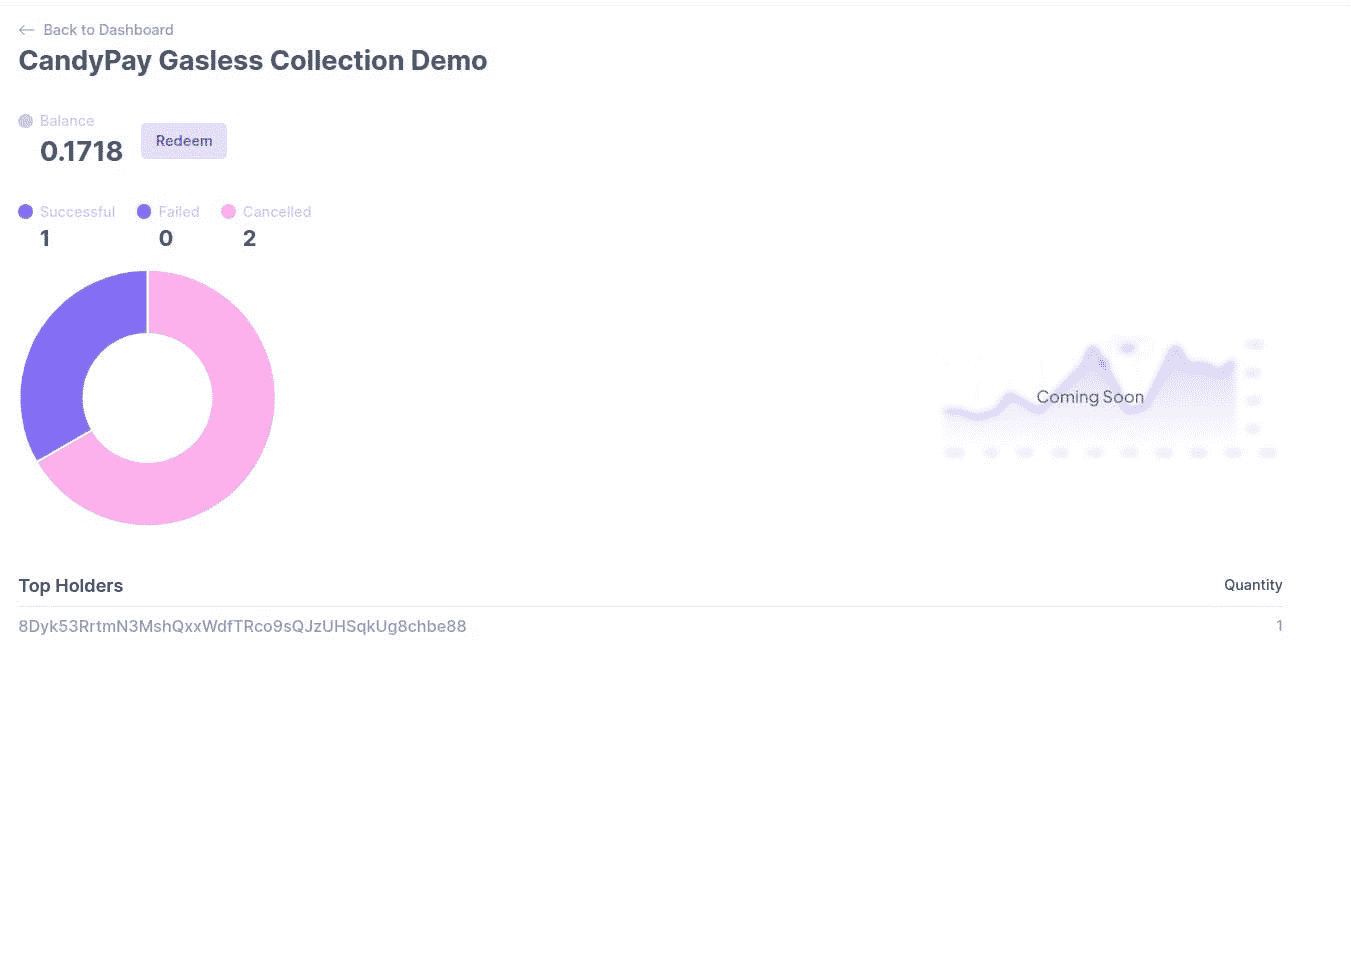 Back to Dashboard
CandyPay Gasless Collection Demo
Balance
0.1718
Redeem
Successful Failed Cancelled
1 0 2
Coming Soon
Top Holders Quantity
8Dyk53RrtmN3MshQxxWdfTRco9sQJzUHSqkUg8chbe88 1